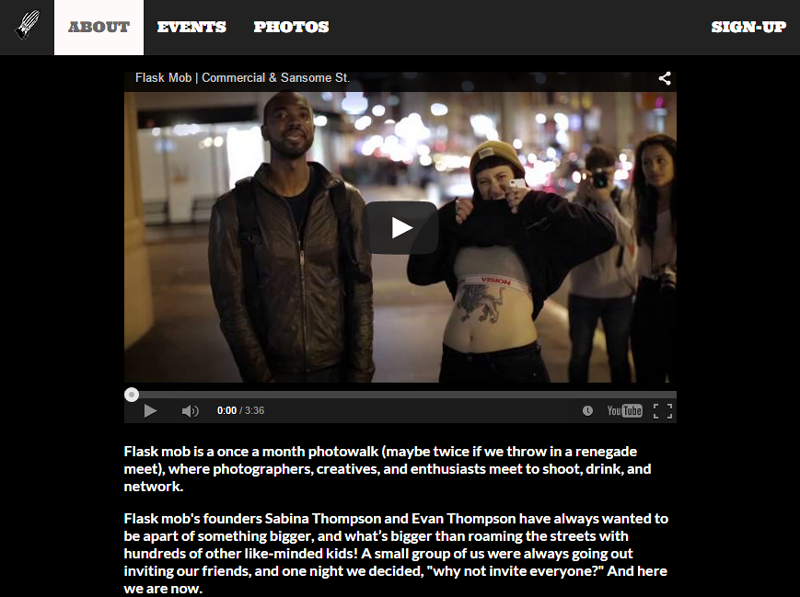 ABOUT EVENTS PHOTOS SIGN-UP
Flask Mob | Commercial & Sansome St.
VISION
0:00 / 3:36 YouTube
Flask mob is a once a month photowalk (maybe twice if we throw in a renegade
meet), where photographers, creatives, and enthusiasts meet to shoot, drink, and
network.
Flask mob's founders Sabina Thompson and Evan Thompson have always wanted to
be apart of something bigger, and what’s bigger than roaming the streets with
hundreds of other like-minded kids! A small group of us were always going out
inviting our friends, and one night we decided, "why not invite everyone?" And here
we are now.